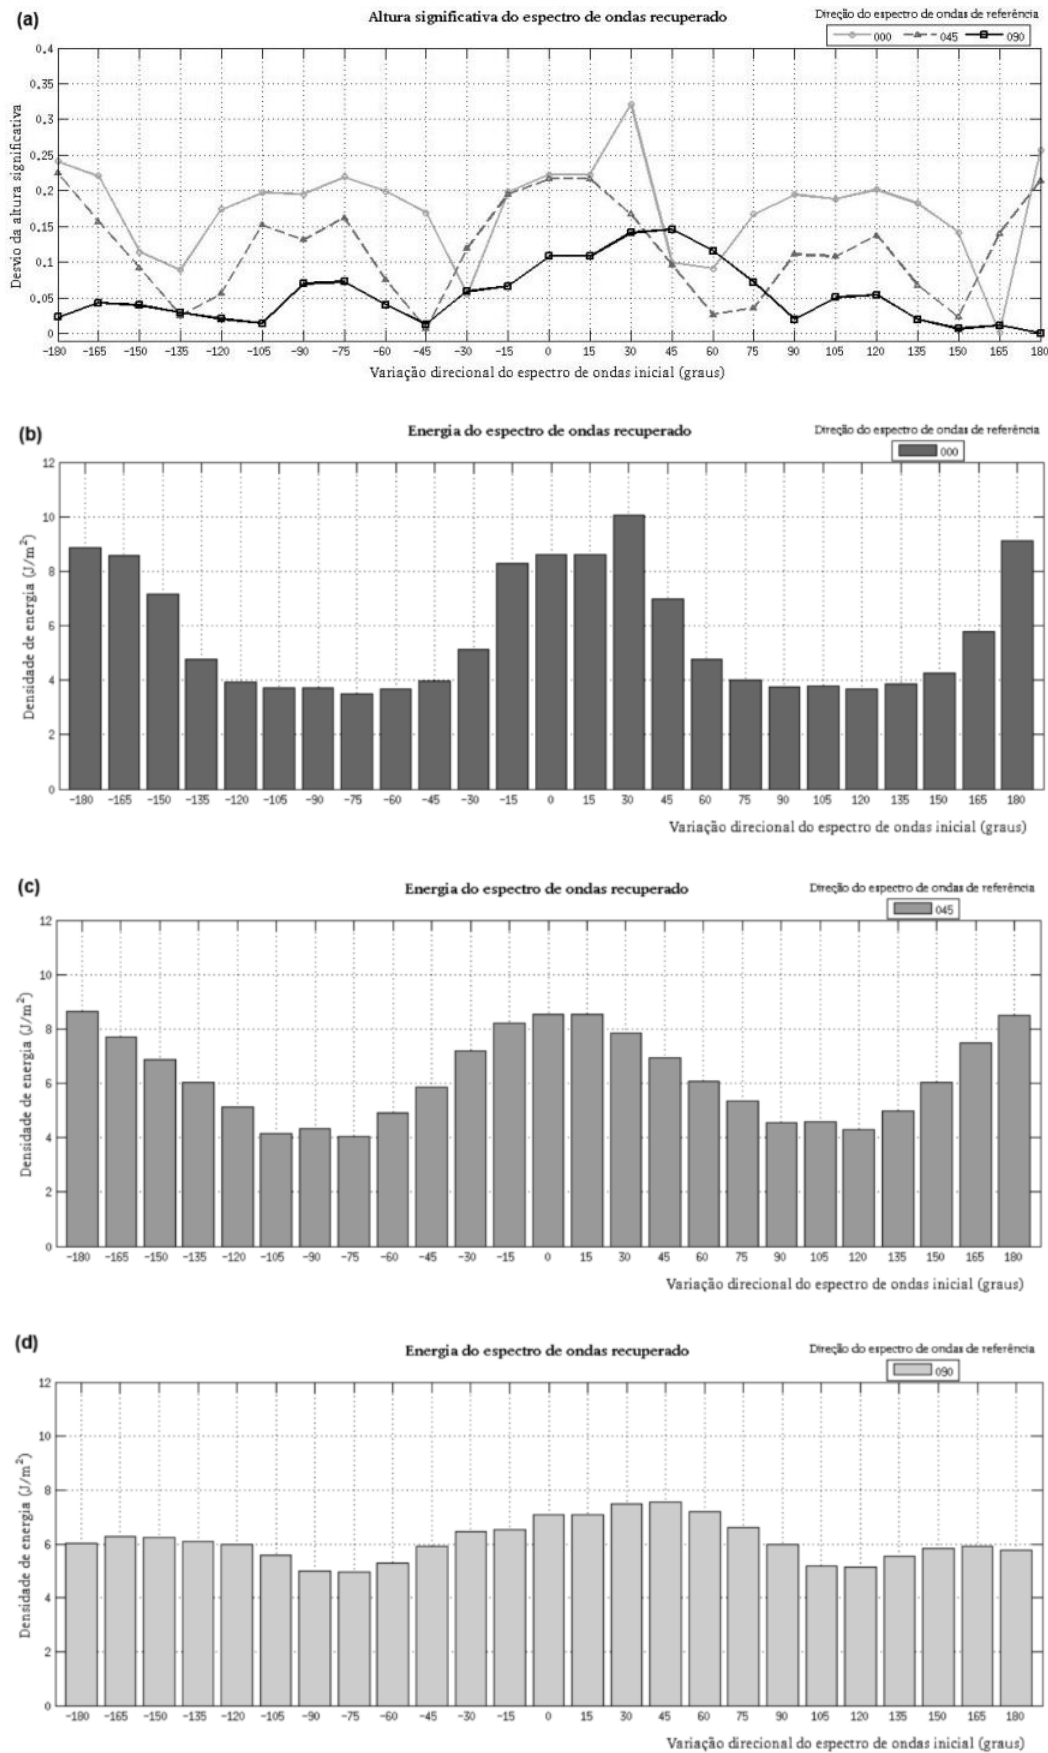 (a)
Altura significativa do espectro de ondas recuperado
Direção do espectro de ondas de referência
000 045 090
Desvio da altura significativa
0.4
0.35
0.3
0.25
0.2
0.15
0.1
0.05
0
-180 -165 -150 -135 -120 -105 -90 -75 -60 -45 -30 -15 0 15 30 45 60 75 90 105 120 135 150 165 180
Variação direcional do espectro de ondas inicial (graus)
(b)
Energia do espectro de ondas recuperado
Direção do espectro de ondas de referência
000
Densidade de energia (J/m²)
12
10
8
6
4
2
0
-180 -165 -150 -135 -120 -105 -90 -75 -60 -45 -30 -15 0 15 30 45 60 75 90 105 120 135 150 165 180
Variação direcional do espectro de ondas inicial (graus)
(c)
Energia do espectro de ondas recuperado
Direção do espectro de ondas de referência
045
Densidade de energia (J/m²)
12
10
8
6
4
2
0
-180 -165 -150 -135 -120 -105 -90 -75 -60 -45 -30 -15 0 15 30 45 60 75 90 105 120 135 150 165 180
Variação direcional do espectro de ondas inicial (graus)
(d)
Energia do espectro de ondas recuperado
Direção do espectro de ondas de referência
090
Densidade de energia (J/m²)
12
10
8
6
4
2
0
-180 -165 -150 -135 -120 -105 -90 -75 -60 -45 -30 -15 0 15 30 45 60 75 90 105 120 135 150 165 180
Variação direcional do espectro de ondas inicial (graus)